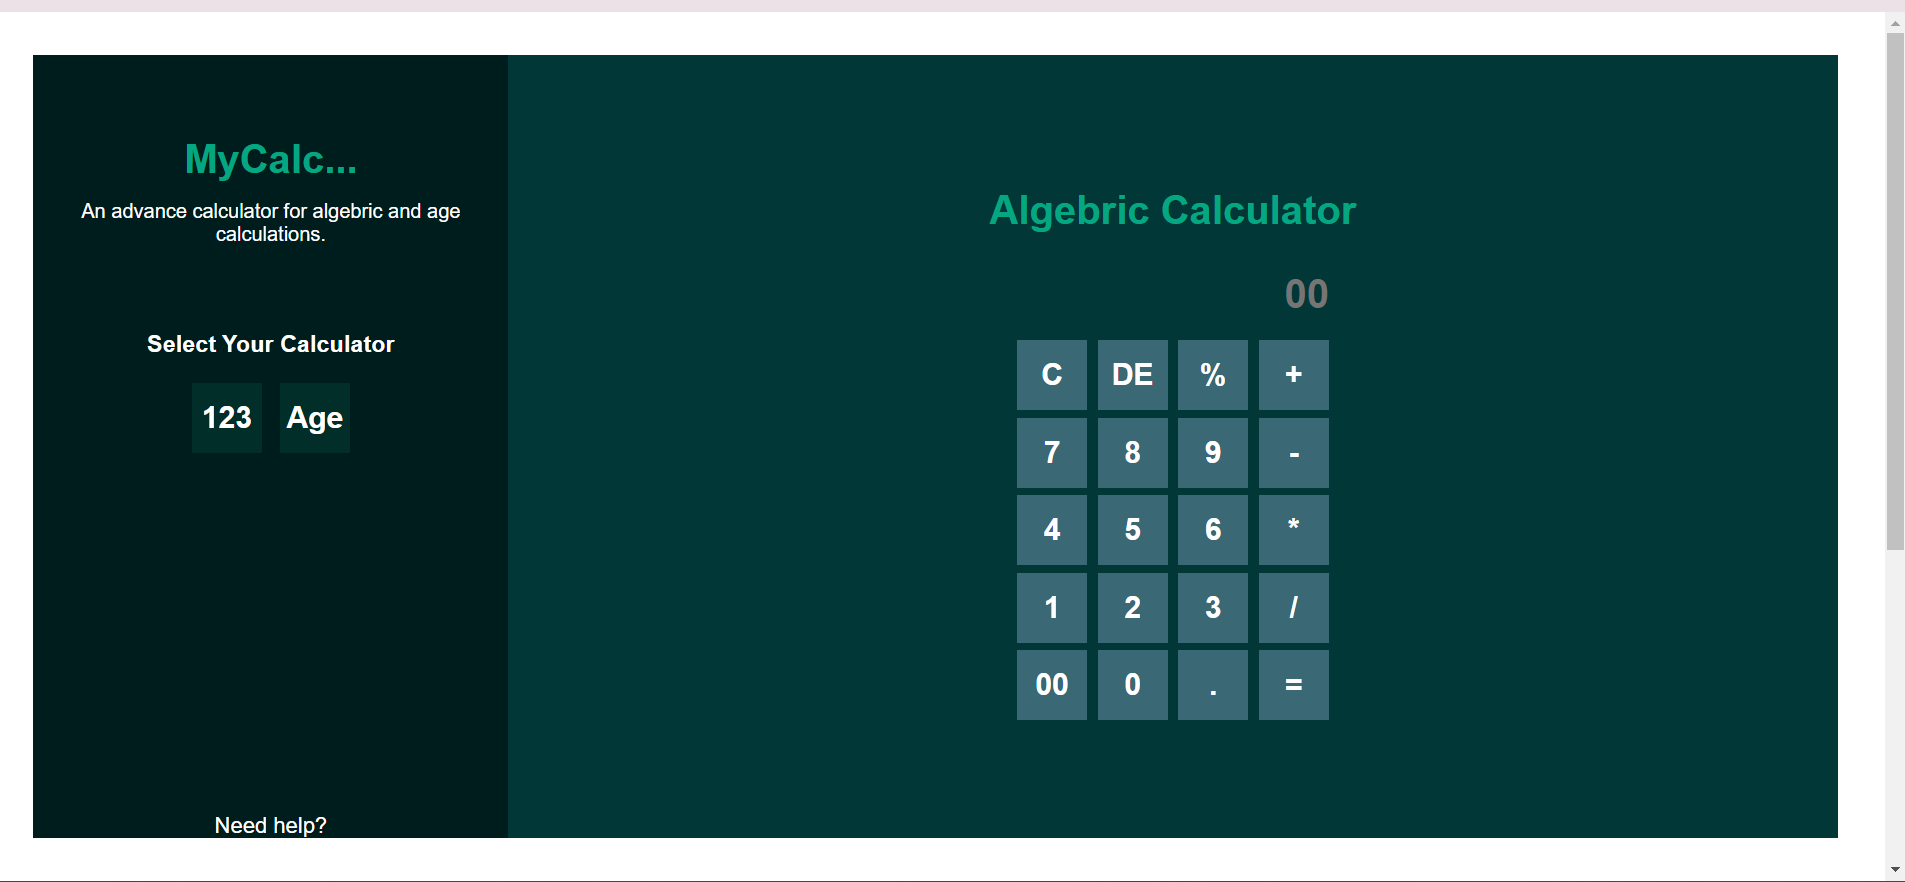 MyCalc...
An advance calculator for algebric and age
calculations.
Select Your Calculator
123 Age
Need help?
Algebric Calculator
00
C DE % +
7 8 9 -
4 5 6 *
1 2 3 /
00 0 . =